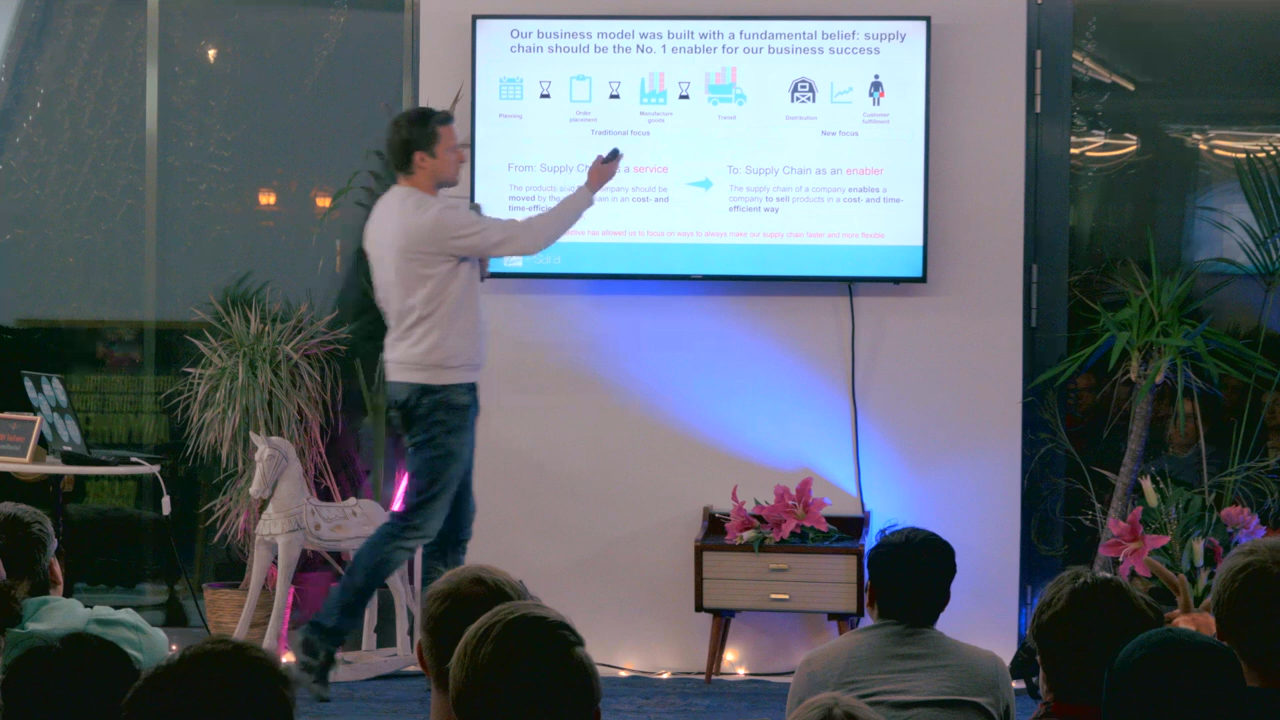 Our business model was built with a fundamental belief: supply
chain should be the No. 1 enabler for our business success
Planning
Order placement
Manufacture goods
Transit
Distribution
Customer fulfillment
Traditional focus
New focus
From: Supply Ch s a service
To: Supply Chain as an enabler
The products sold company should be
moved by the ain in an cost- and
time-efficie
The supply chain of a company enables a
company to sell products in a cost- and time-
efficient way
has allowed us to focus on ways to always make our supply chain faster and more flexible